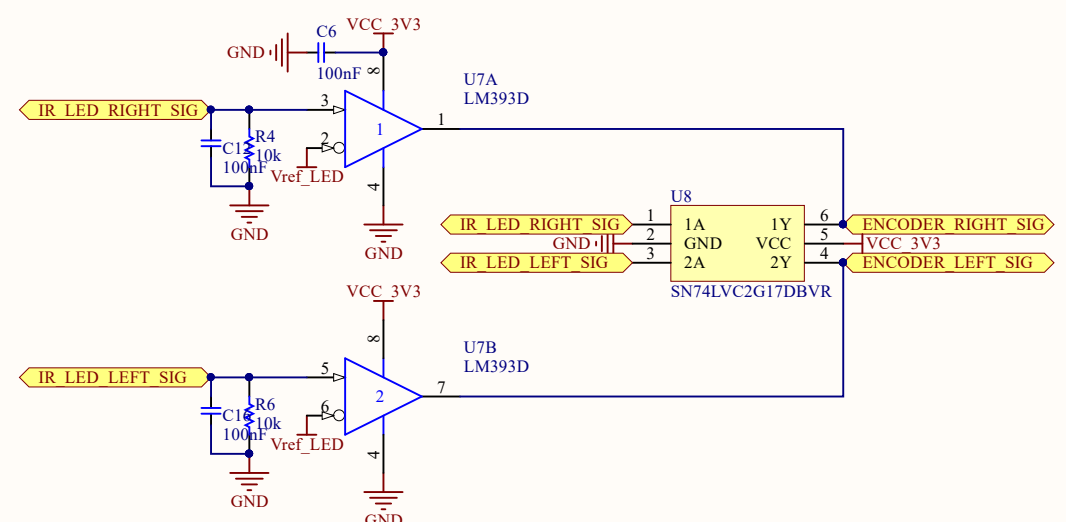 VCC_3V3
C6
GND
100nF
8
U7A
LM393D
IR_LED_RIGHT_SIG
3
1
1
2
R4
10k
100nF
Vref_LED
4
GND
GND
U8
IR_LED_RIGHT_SIG
1
1A
1Y
6
ENCODER_RIGHT_SIG
GND
2
GND
VCC
5
VCC_3V3
IR_LED_LEFT_SIG
3
2A
2Y
4
ENCODER_LEFT_SIG
SN74LVC2G17DBVR
VCC_3V3
8
U7B
LM393D
IR_LED_LEFT_SIG
5
2
7
6
R6
10k
100nF
Vref_LED
4
GND
GND